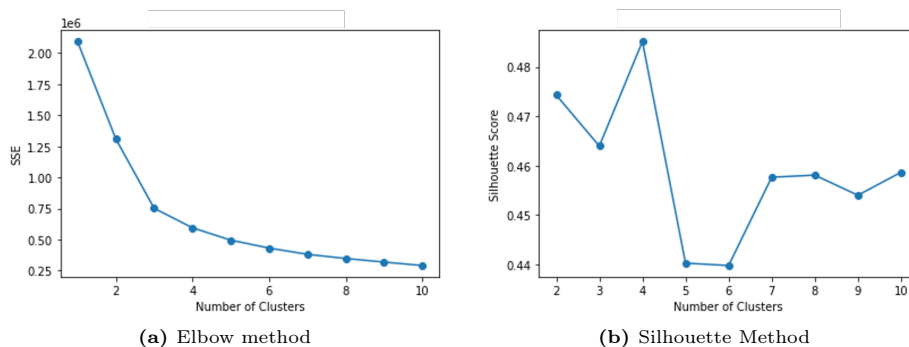 1e6
2.00
1.75
1.50
1.25
1.00
0.75
0.50
0.25
SSE
2 4 6 8 10
Number of Clusters
(a) Elbow method
0.48
0.47
0.46
0.45
0.44
Silhouette Score
2 3 4 5 6 7 8 9 10
Number of Clusters
(b) Silhouette Method